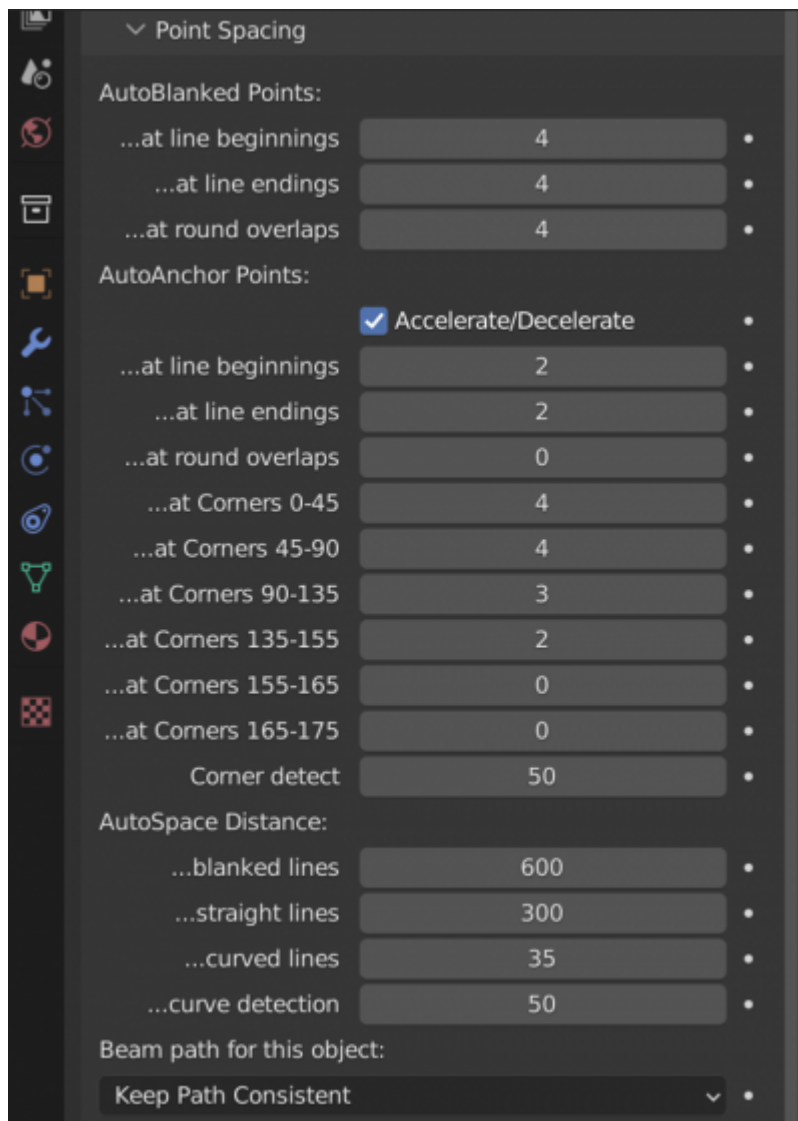 Point Spacing
AutoBlanked Points:
...at line beginnings 4
...at line endings 4
...at round overlaps 4
AutoAnchor Points:
Accelerate/Decelerate
...at line beginnings 2
...at line endings 2
...at round overlaps 0
...at Corners 0-45 4
...at Corners 45-90 4
...at Corners 90-135 3
...at Corners 135-155 2
...at Corners 155-165 0
...at Corners 165-175 0
Corner detect 50
AutoSpace Distance:
...blanked lines 600
...straight lines 300
...curved lines 35
...curve detection 50
Beam path for this object:
Keep Path Consistent